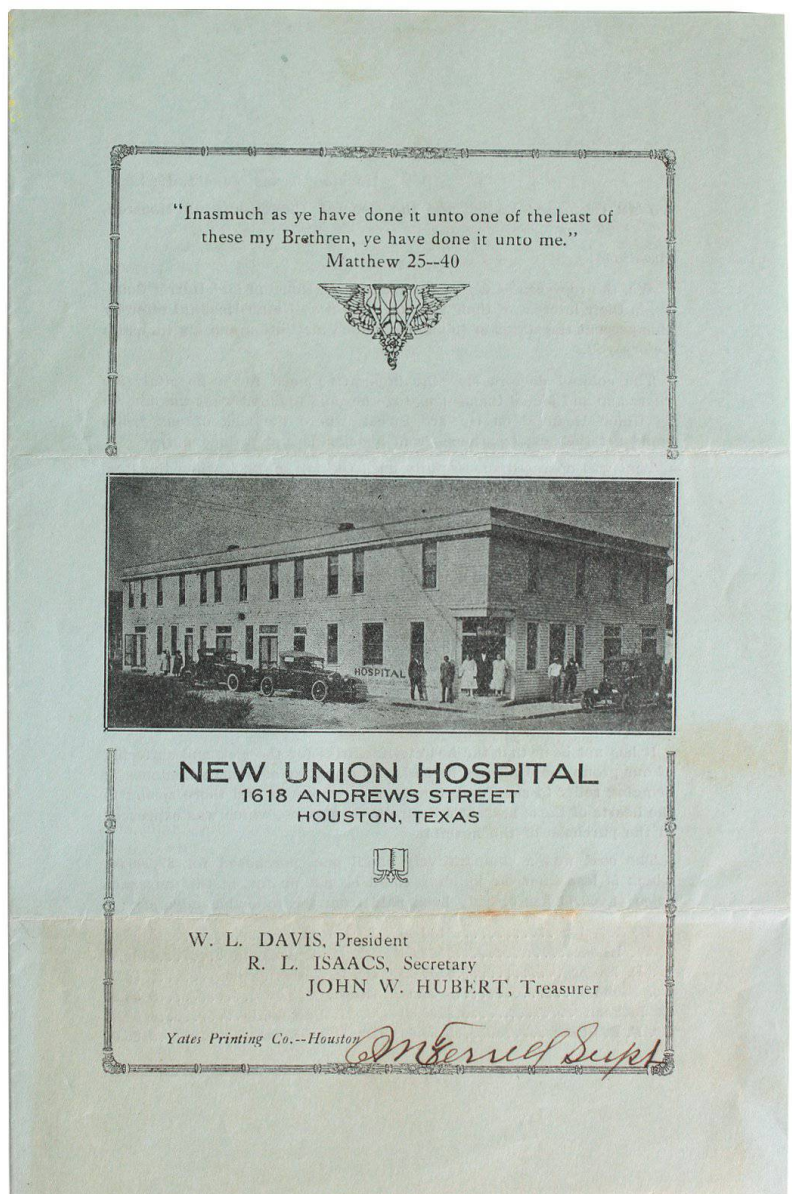 "Inasmuch as ye have done it unto one of the least of
these my Brethren, ye have done it unto me."
Matthew 25--40
HOSPITAL
NEW UNION HOSPITAL
1618 ANDREWS STREET
HOUSTON, TEXAS
W. L. DAVIS, President
R. L. ISAACS, Secretary
JOHN W. HUBERT, Treasurer
Yates Printing Co.--Houston
Terrell Supt